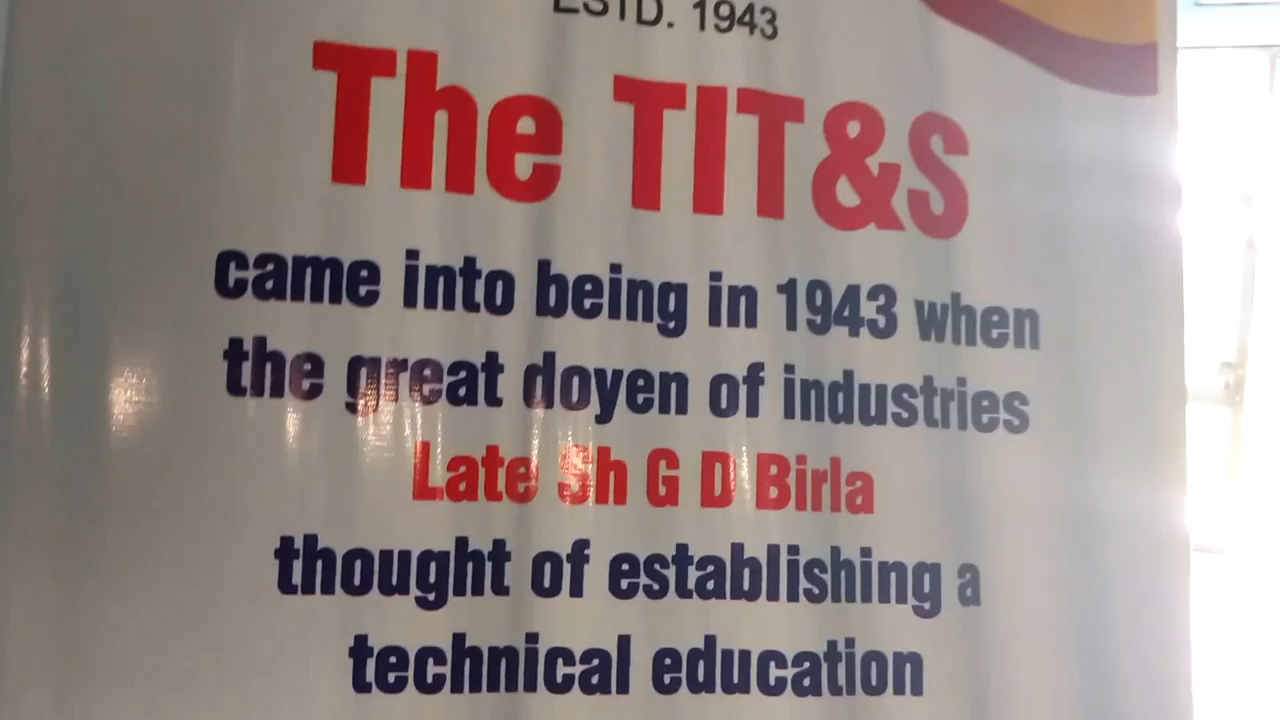 ESTD. 1943
The TIT&S
came into being in 1943 when
the great doyen of industries
Late Sh G D Birla
thought of establishing a
technical education